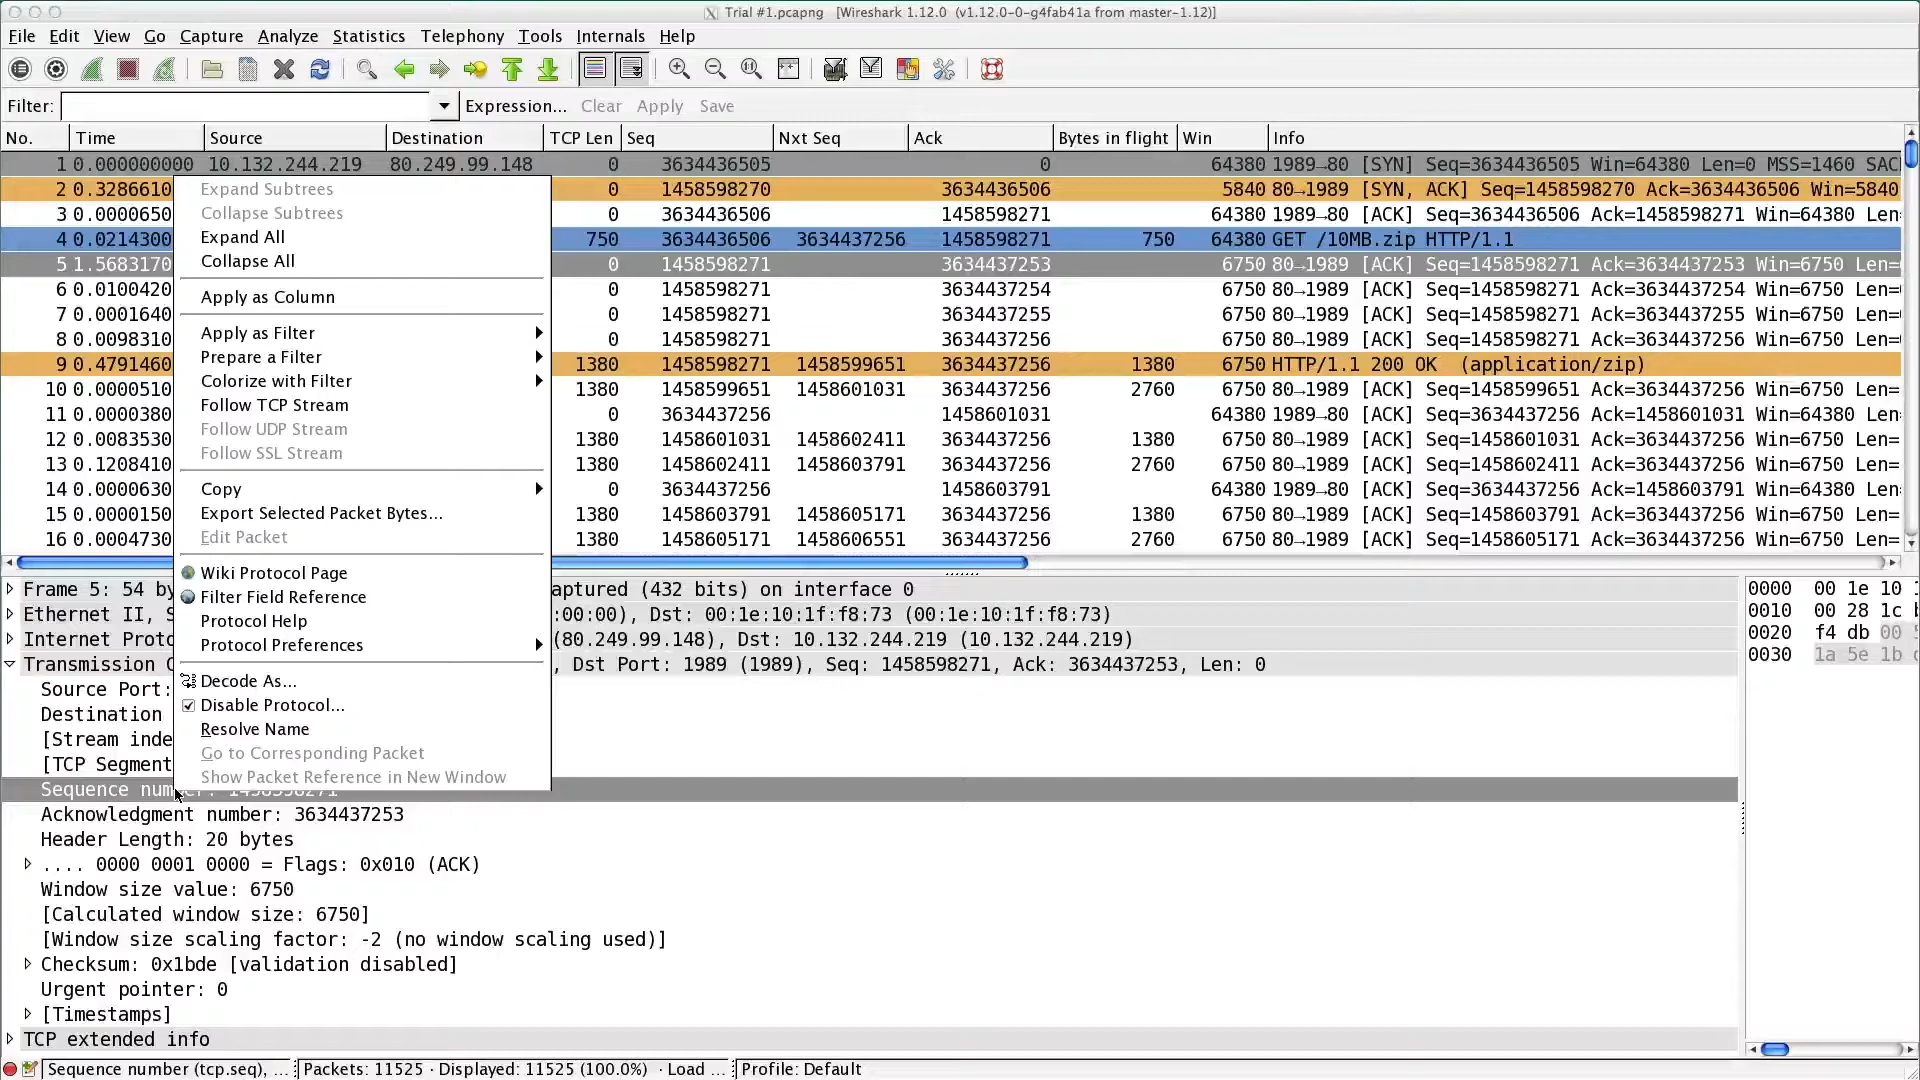 Trial #1.pcapng [Wireshark 1.12.0 (v1.12.0-0-g4fab41a from master-1.12)]
File Edit View Go Capture Analyze Statistics Telephony Tools Internals Help
Filter: Expression... Clear Apply Save
No. Time Source Destination TCP Len Seq Nxt Seq Ack Bytes in flight Win Info
1 0.000000000 10.132.244.219 80.249.99.148 0 3634436505 0 64380 1989→80 [SYN] Seq=3634436505 Win=64380 Len=0 MSS=1460 SAC
2 0.3286610 0 1458598270 3634436506 5840 80→1989 [SYN, ACK] Seq=1458598270 Ack=3634436506 Win=5840
3 0.0000650 0 3634436506 1458598271 64380 1989→80 [ACK] Seq=3634436506 Ack=1458598271 Win=64380 Len
4 0.0214300 750 3634436506 3634437256 1458598271 750 64380 GET /10MB.zip HTTP/1.1
5 1.5683170 0 1458598271 3634437253 6750 80→1989 [ACK] Seq=1458598271 Ack=3634437253 Win=6750 Len=
6 0.0100420 0 1458598271 3634437254 6750 80→1989 [ACK] Seq=1458598271 Ack=3634437254 Win=6750 Len=
7 0.0001640 0 1458598271 3634437255 6750 80→1989 [ACK] Seq=1458598271 Ack=3634437255 Win=6750 Len=
8 0.0098310 0 1458598271 3634437256 6750 80→1989 [ACK] Seq=1458598271 Ack=3634437256 Win=6750 Len=
9 0.4791460 1380 1458598271 1458599651 3634437256 1380 6750 HTTP/1.1 200 OK (application/zip)
10 0.0000510 1380 1458599651 1458601031 3634437256 2760 6750 80→1989 [ACK] Seq=1458599651 Ack=3634437256 Win=6750 Len=
11 0.0000380 0 3634437256 1458601031 64380 1989→80 [ACK] Seq=3634437256 Ack=1458601031 Win=64380 Len
12 0.0083530 1380 1458601031 1458602411 3634437256 1380 6750 80→1989 [ACK] Seq=1458601031 Ack=3634437256 Win=6750 Len=
13 0.1208410 1380 1458602411 1458603791 3634437256 2760 6750 80→1989 [ACK] Seq=1458602411 Ack=3634437256 Win=6750 Len=
14 0.0000630 0 3634437256 1458603791 64380 1989→80 [ACK] Seq=3634437256 Ack=1458603791 Win=64380 Len
15 0.0000150 1380 1458603791 1458605171 3634437256 1380 6750 80→1989 [ACK] Seq=1458603791 Ack=3634437256 Win=6750 Len=
16 0.0004730 1380 1458605171 1458606551 3634437256 2760 6750 80→1989 [ACK] Seq=1458605171 Ack=3634437256 Win=6750 Len=
Expand Subtrees
Collapse Subtrees
Expand All
Collapse All
Apply as Column
Apply as Filter
Prepare a Filter
Colorize with Filter
Follow TCP Stream
Follow UDP Stream
Follow SSL Stream
Copy
Export Selected Packet Bytes...
Edit Packet
Wiki Protocol Page
Filter Field Reference
Protocol Help
Protocol Preferences
Decode As...
Disable Protocol...
Resolve Name
Go to Corresponding Packet
Show Packet Reference in New Window
Frame 5: 54 by aptured (432 bits) on interface 0
Ethernet II, S :00:00), Dst: 00:1e:10:1f:f8:73 (00:1e:10:1f:f8:73)
Internet Proto (80.249.99.148), Dst: 10.132.244.219 (10.132.244.219)
Transmission C , Dst Port: 1989 (1989), Seq: 1458598271, Ack: 3634437253, Len: 0
Source Port:
Destination
[Stream inde
[TCP Segment
Sequence number: 1458598271
Acknowledgment number: 3634437253
Header Length: 20 bytes
.... 0000 0001 0000 = Flags: 0x010 (ACK)
Window size value: 6750
[Calculated window size: 6750]
[Window size scaling factor: -2 (no window scaling used)]
Checksum: 0x1bde [validation disabled]
Urgent pointer: 0
[Timestamps]
TCP extended info
0000 00 1e 10
0010 00 28 1c
0020 f4 db 00
0030 1a 5e 1b
Sequence number (tcp.seq), ... Packets: 11525 · Displayed: 11525 (100.0%) · Load ... Profile: Default